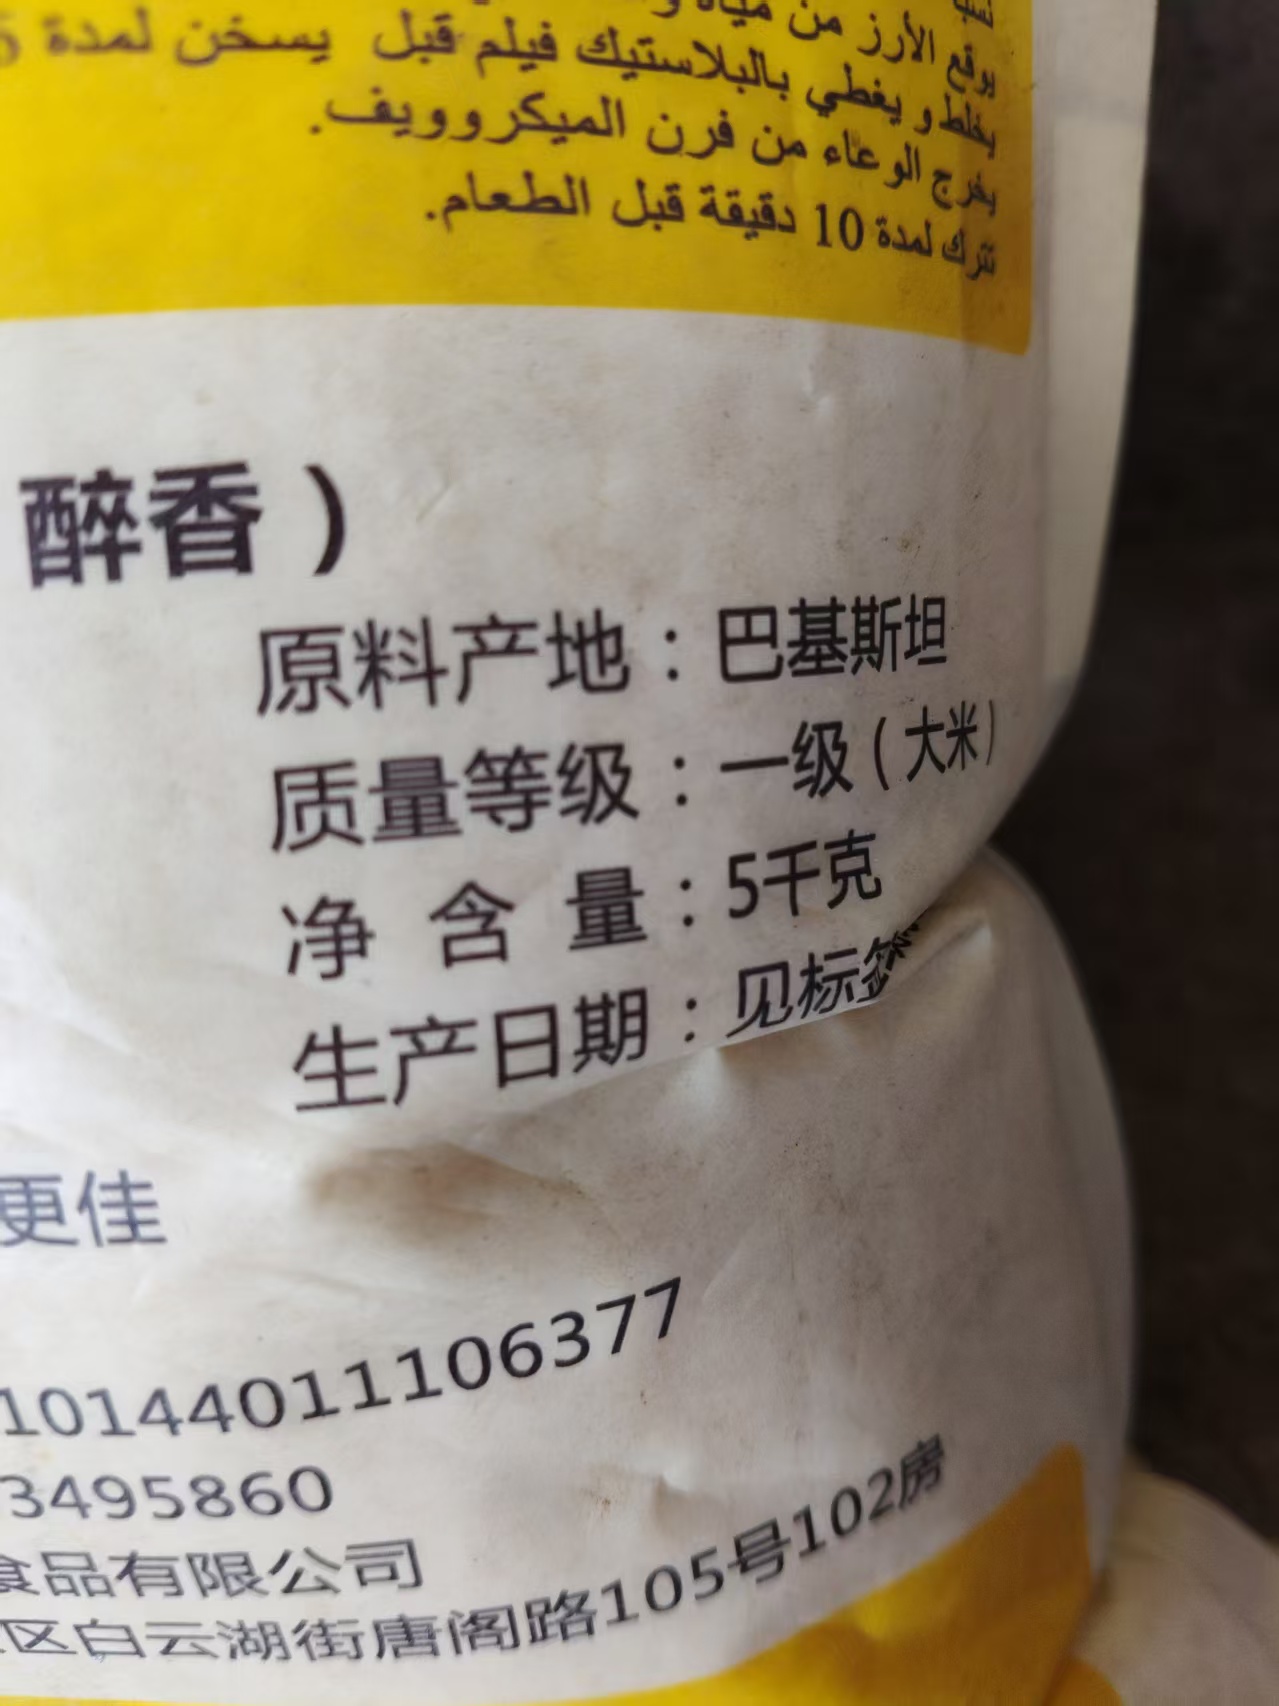 يوقع الأرز من مياه و
يخلط و يغطي بالبلاستيك فيلم قبل يسخن لمدة
يخرج الوعاء من فرن الميكروويف.
تترك لمدة 10 دقيقة قبل الطعام.
醉香）
原料产地：巴基斯坦
质量等级：一级（大米）
净含量：5千克
生产日期：见标签
更佳
10144011106377
3495860
食品有限公司
区白云湖街唐阁路105号102房